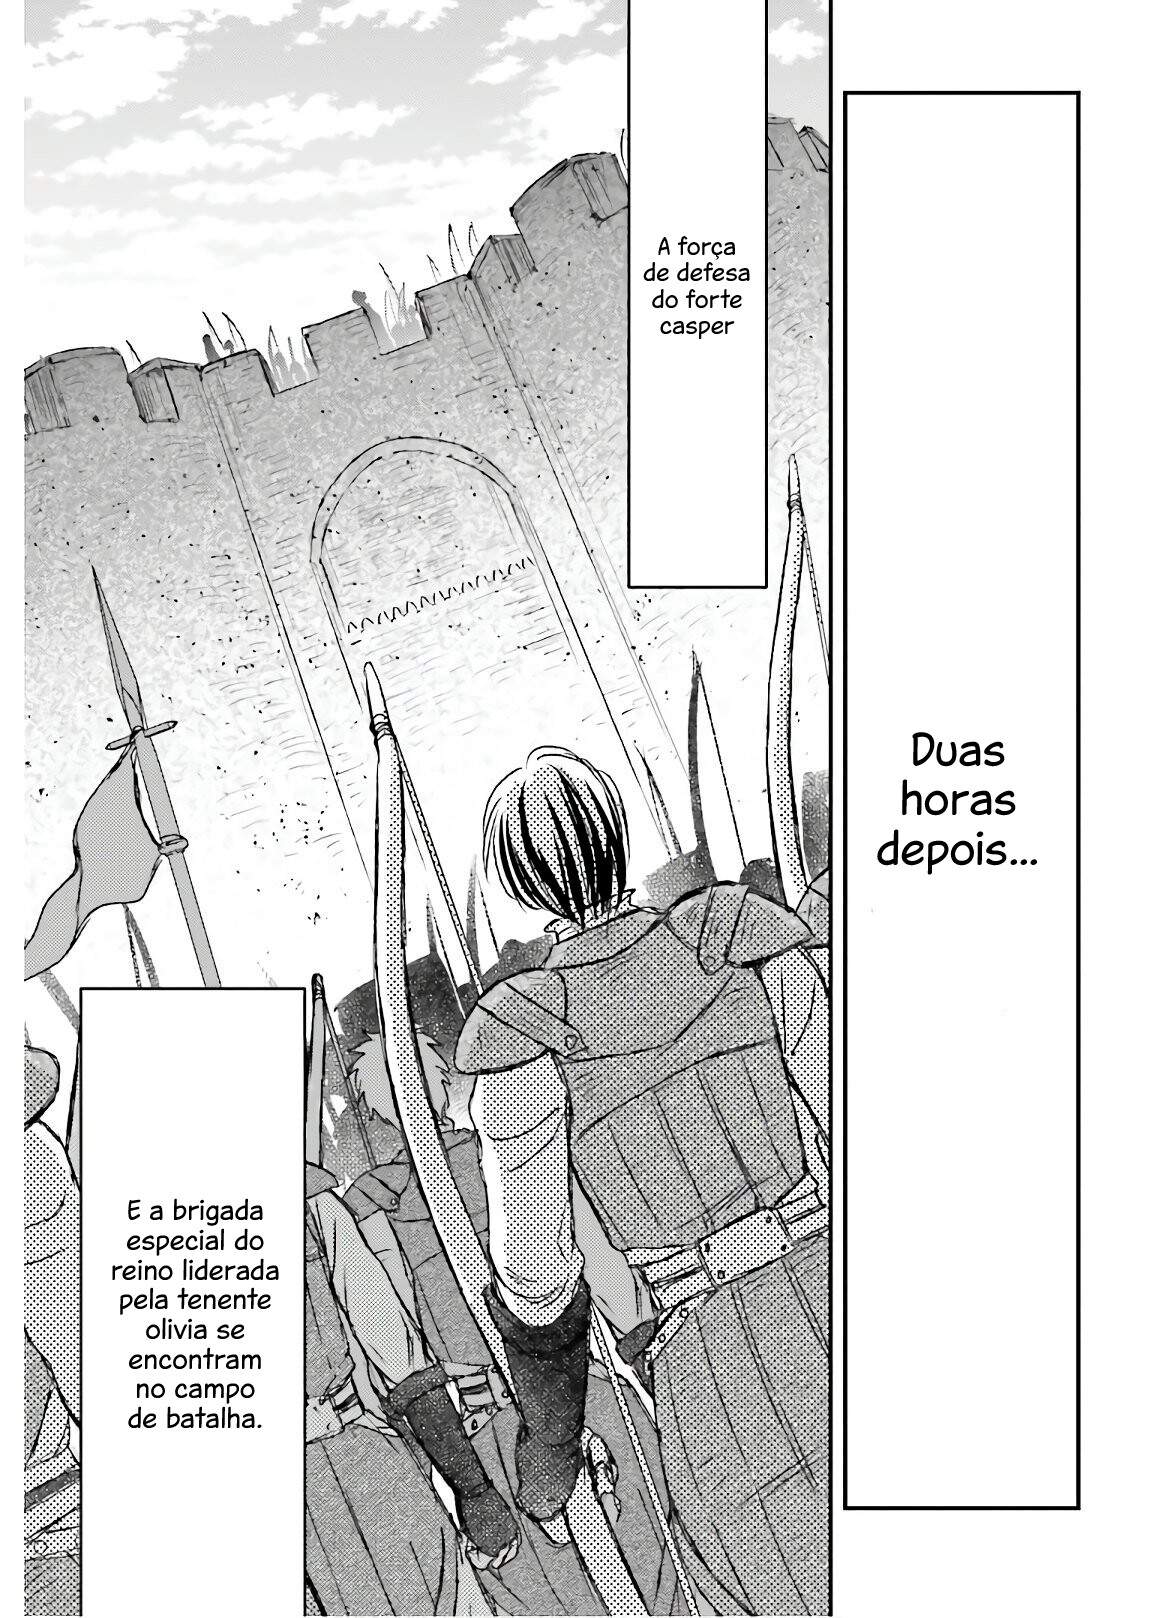 Duas
horas
depois...
A força
de defesa
do forte
casper
E a brigada
especial do
reino liderada
pela tenente
olivia se
encontram
no campo
de batalha.